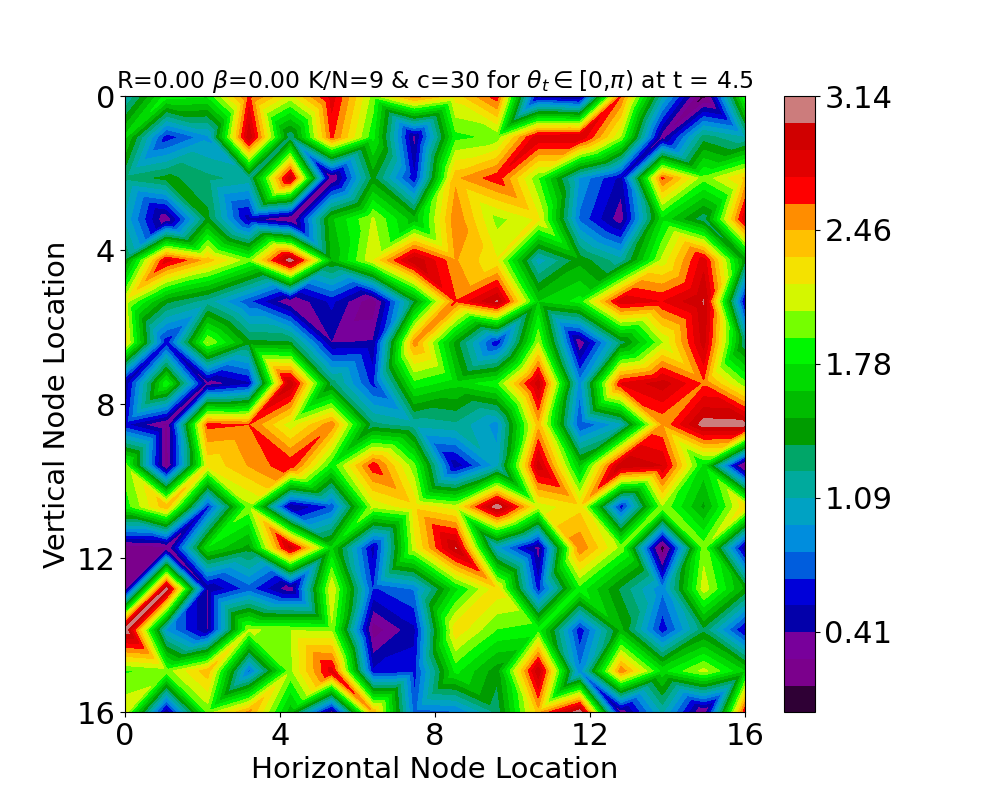 R=0.00 β=0.00 K/N=9 & c=30 for θₜ ∈ [0,π) at t = 4.5
0
4
8
12
16
Vertical Node Location
0 4 8 12 16
Horizontal Node Location
3.14
2.46
1.78
1.09
0.41